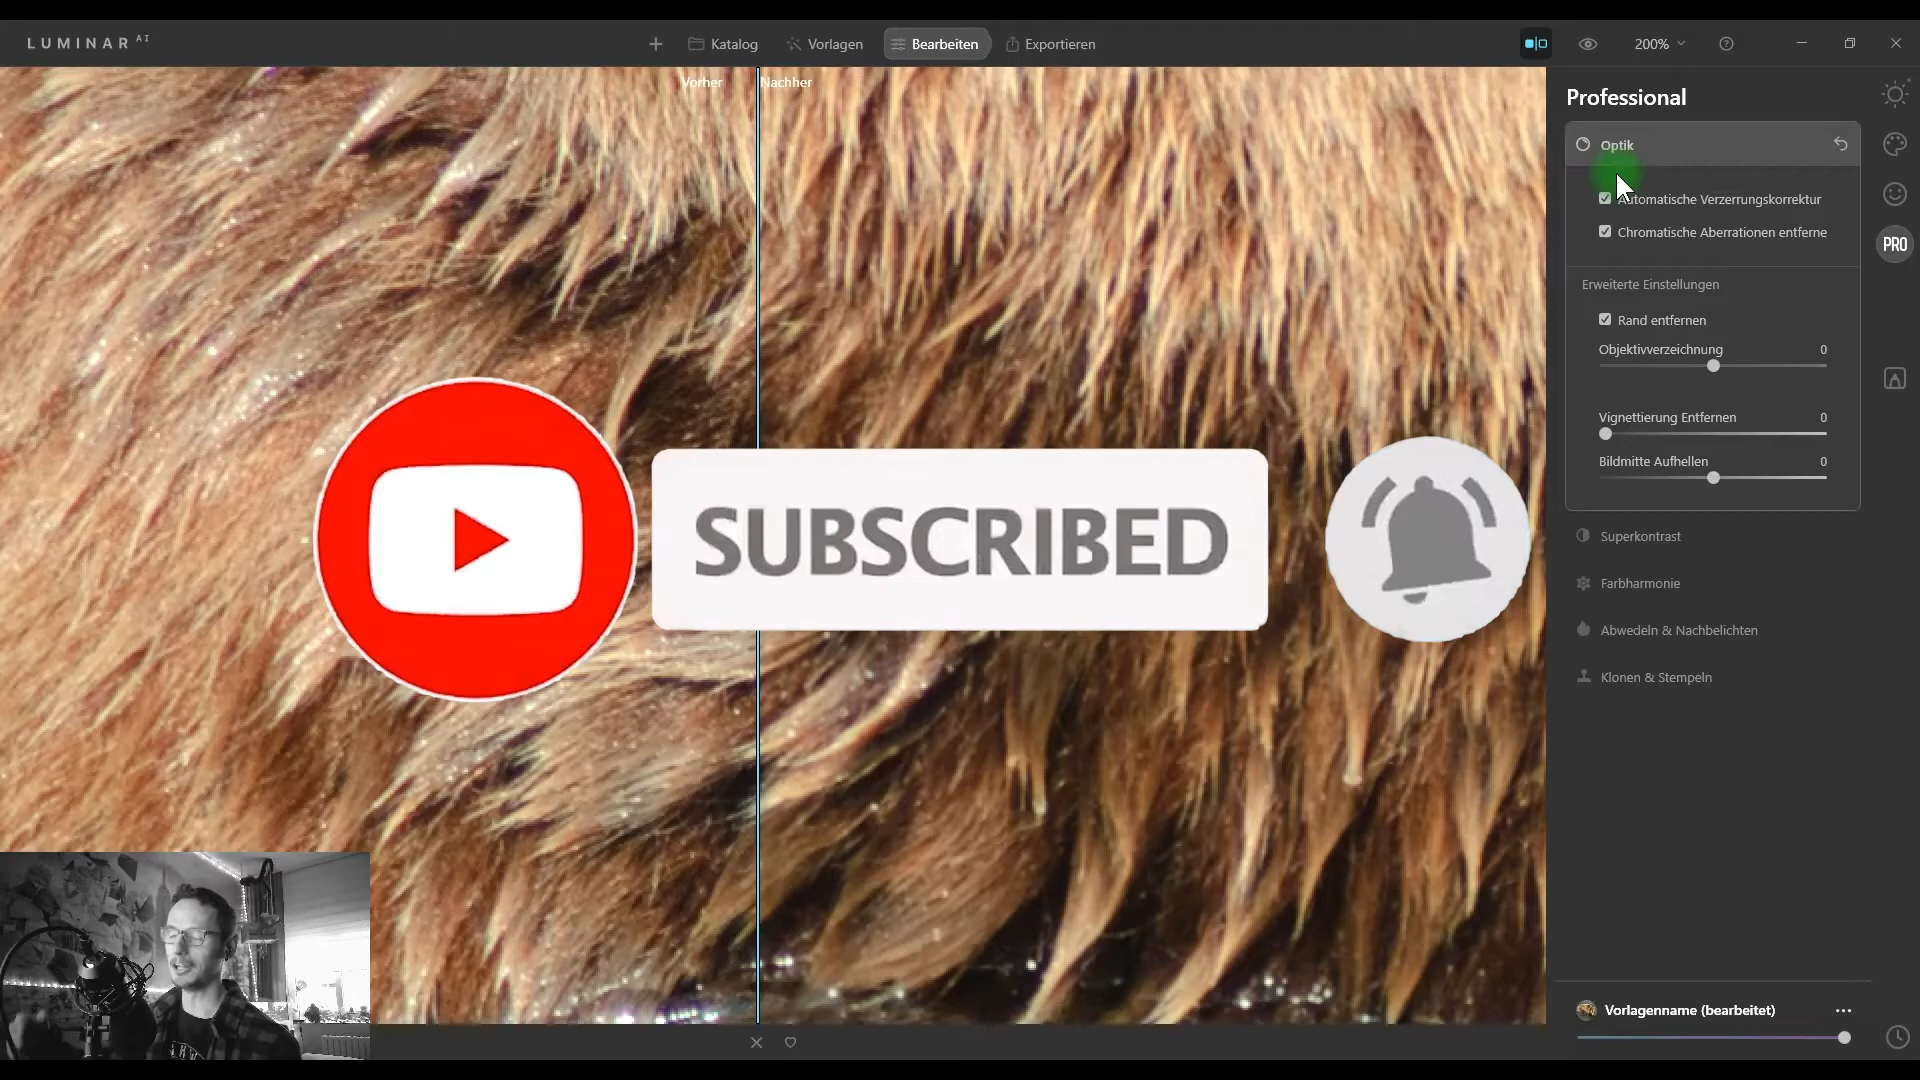 LUMINAR AI
Katalog
Vorlagen
Bearbeiten
Exportieren
200%
Vorher
Nachher
Professional
Optik
Automatische Verzerrungskorrektur
Chromatische Aberrationen entferne
PRO
Erweiterte Einstellungen
Rand entfernen
Objektivverzeichnung 0
Vignettierung Entfernen 0
Bildmitte Aufhellen 0
Superkontrast
Farbharmonie
Abwedeln & Nachbelichten
Klonen & Stempeln
SUBSCRIBED
Vorlagenname (bearbeitet)